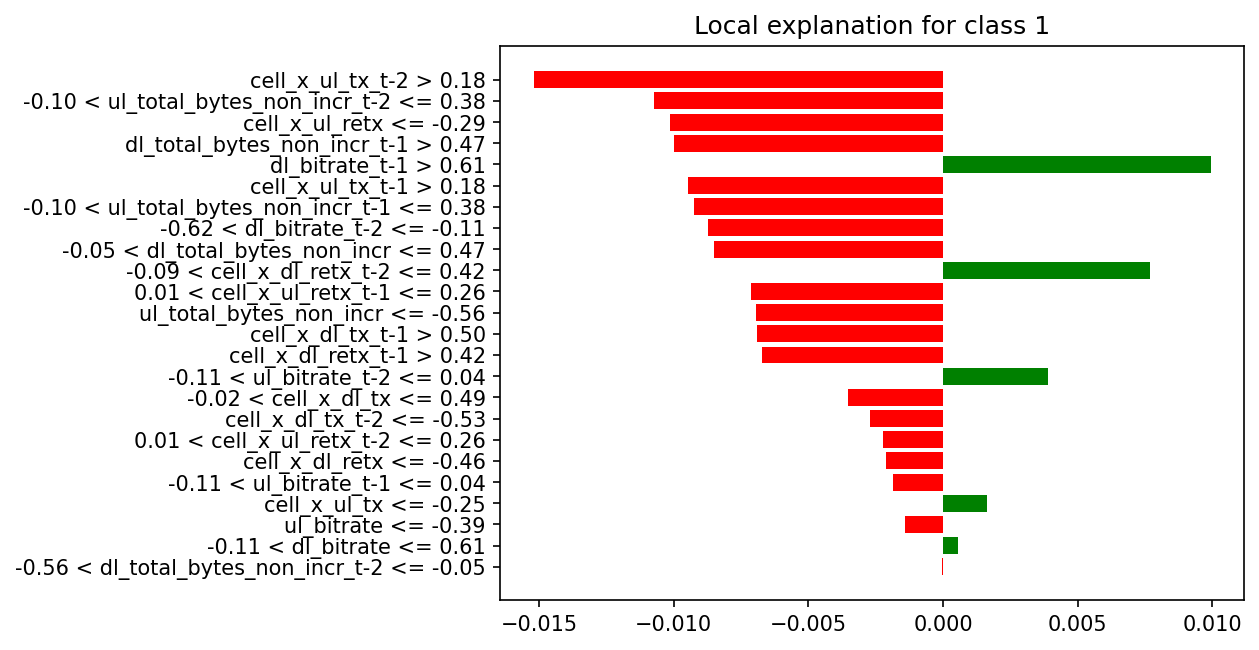 Local explanation for class 1
cell_x_ul_tx_t-2 > 0.18
-0.10 < ul_total_bytes_non_incr_t-2 <= 0.38
cell_x_ul_retx <= -0.29
dl_total_bytes_non_incr_t-1 > 0.47
dl_bitrate_t-1 > 0.61
cell_x_ul_tx_t-1 > 0.18
-0.10 < ul_total_bytes_non_incr_t-1 <= 0.38
-0.62 < dl_bitrate_t-2 <= -0.11
-0.05 < dl_total_bytes_non_incr <= 0.47
-0.09 < cell_x_dl_retx_t-2 <= 0.42
0.01 < cell_x_ul_retx_t-1 <= 0.26
ul_total_bytes_non_incr <= -0.56
cell_x_dl_tx_t-1 > 0.50
cell_x_dl_retx_t-1 > 0.42
-0.11 < ul_bitrate_t-2 <= 0.04
-0.02 < cell_x_dl_tx <= 0.49
cell_x_dl_tx_t-2 <= -0.53
0.01 < cell_x_ul_retx_t-2 <= 0.26
cell_x_dl_retx <= -0.46
-0.11 < ul_bitrate_t-1 <= 0.04
cell_x_ul_tx <= -0.25
ul_bitrate <= -0.39
-0.11 < dl_bitrate <= 0.61
-0.56 < dl_total_bytes_non_incr_t-2 <= -0.05
−0.015 −0.010 −0.005 0.000 0.005 0.010